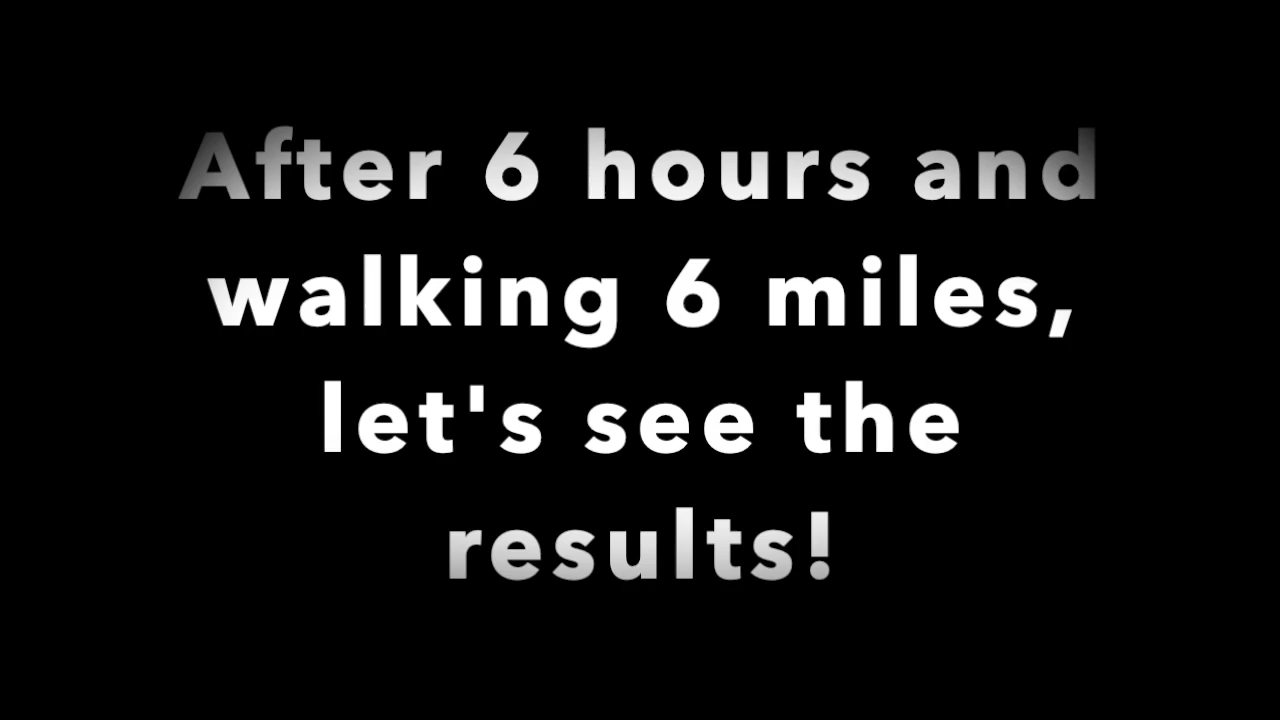 After 6 hours and
walking 6 miles,
let's see the
results!